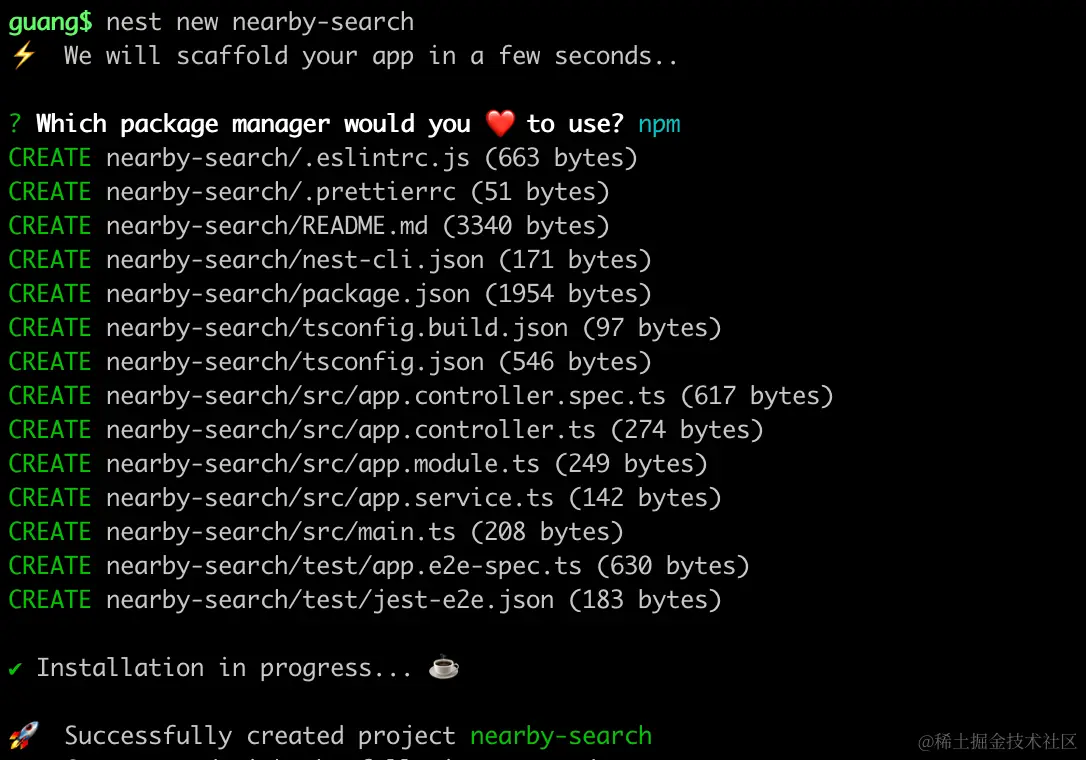 guang$ nest new nearby-search
⚡ We will scaffold your app in a few seconds..
? Which package manager would you ❤️ to use? npm
CREATE nearby-search/.eslintrc.js (663 bytes)
CREATE nearby-search/.prettierrc (51 bytes)
CREATE nearby-search/README.md (3340 bytes)
CREATE nearby-search/nest-cli.json (171 bytes)
CREATE nearby-search/package.json (1954 bytes)
CREATE nearby-search/tsconfig.build.json (97 bytes)
CREATE nearby-search/tsconfig.json (546 bytes)
CREATE nearby-search/src/app.controller.spec.ts (617 bytes)
CREATE nearby-search/src/app.controller.ts (274 bytes)
CREATE nearby-search/src/app.module.ts (249 bytes)
CREATE nearby-search/src/app.service.ts (142 bytes)
CREATE nearby-search/src/main.ts (208 bytes)
CREATE nearby-search/test/app.e2e-spec.ts (630 bytes)
CREATE nearby-search/test/jest-e2e.json (183 bytes)
✔ Installation in progress... ☕
🚀 Successfully created project nearby-search
@稀土掘金技术社区